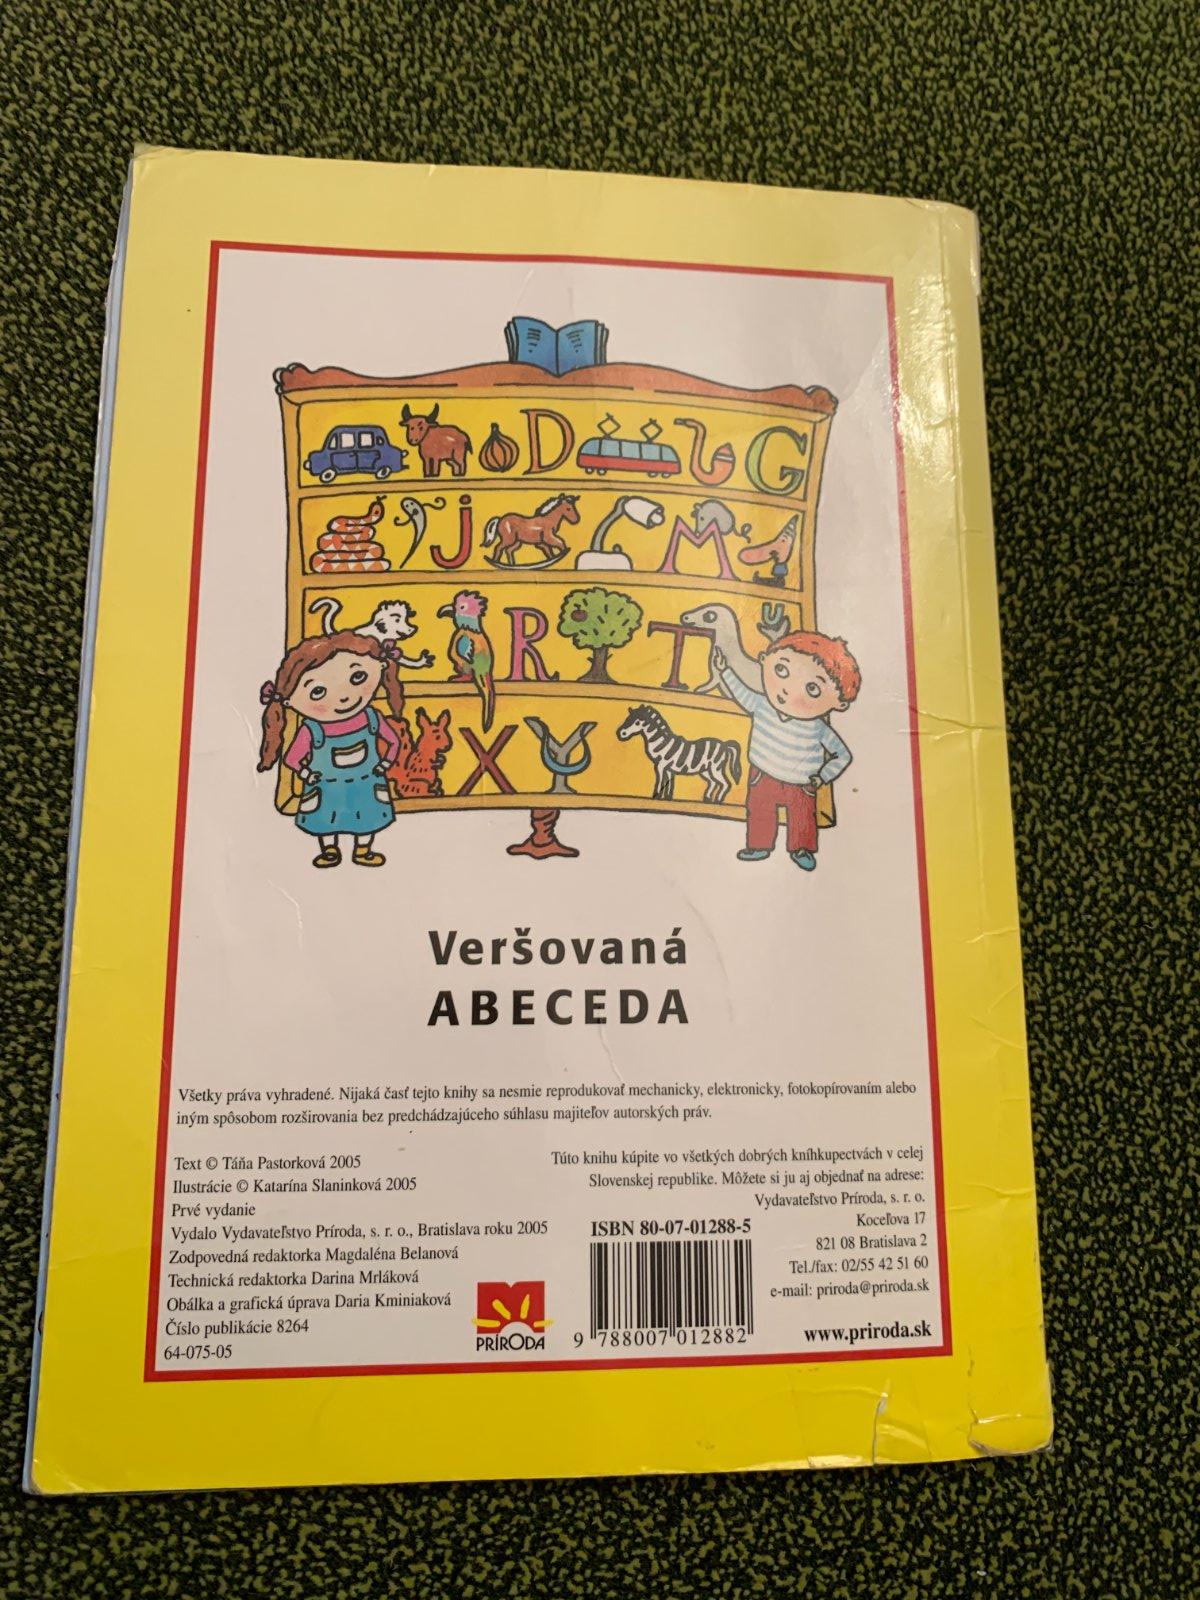 D G
J M
R T U
X Y
Veršovaná
ABECEDA
Všetky práva vyhradené. Nijaká časť tejto knihy sa nesmie reprodukovať mechanicky, elektronicky, fotokopírovaním alebo
iným spôsobom rozširovania bez predchádzajúceho súhlasu majiteľov autorských práv.
Text © Táňa Pastorková 2005
Ilustrácie © Katarína Slaninková 2005
Prvé vydanie
Vydalo Vydavateľstvo Príroda, s. r. o., Bratislava roku 2005
Zodpovedná redaktorka Magdaléna Belanová
Technická redaktorka Darina Mrláková
Obálka a grafická úprava Daria Kminiaková
Číslo publikácie 8264
64-075-05
PRÍRODA
Túto knihu kúpite vo všetkých dobrých kníhkupectvách v celej
Slovenskej republike. Môžete si ju aj objednať na adrese:
Vydavateľstvo Príroda, s. r. o.
Koceľova 17
821 08 Bratislava 2
Tel./fax: 02/55 42 51 60
e-mail: priroda@priroda.sk
www.priroda.sk
ISBN 80-07-01288-5
9 788007 012882